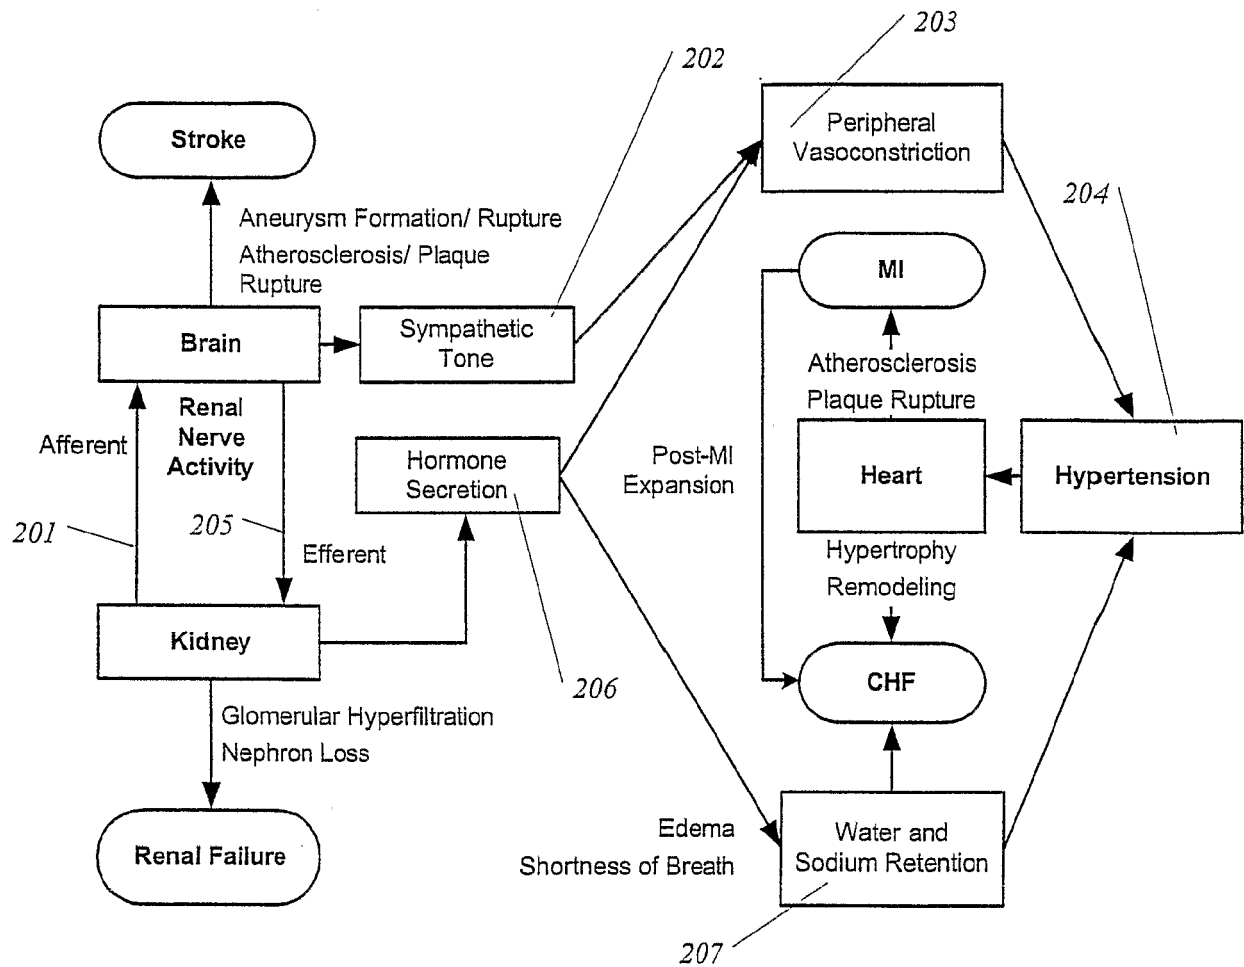 203
202
Stroke
Peripheral
Vasoconstriction
204
Aneurysm Formation/ Rupture
Atherosclerosis/ Plaque
Rupture
MI
Brain
Sympathetic
Tone
Atherosclerosis
Plaque Rupture
Afferent
Renal
Nerve
Activity
Hormone
Secretion
Post-MI
Expansion
Heart
Hypertension
201
205
Efferent
Hypertrophy
Remodeling
Kidney
206
CHF
Glomerular Hyperfiltration
Nephron Loss
Edema
Shortness of Breath
Water and
Sodium Retention
Renal Failure
207